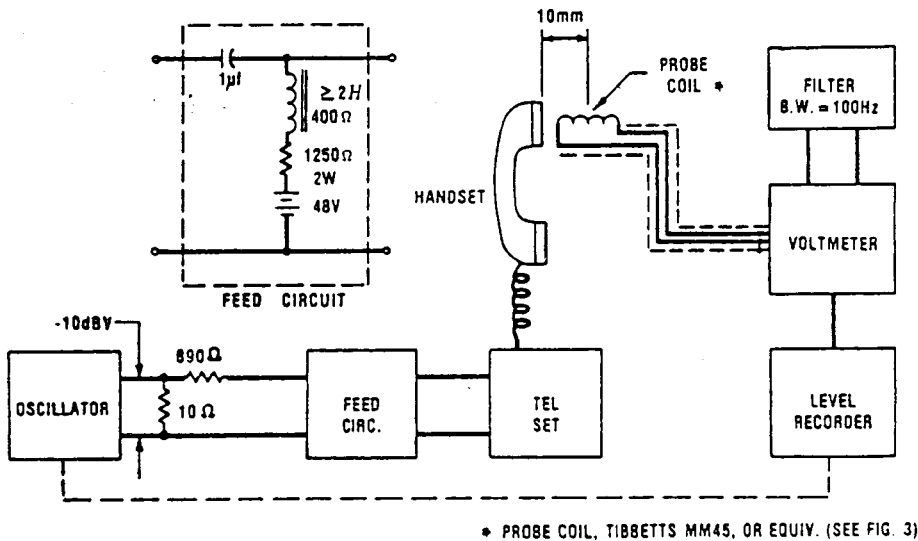 10mm
1µf
≥2H
400Ω
1250Ω
2W
48V
FEED CIRCUIT
PROBE
COIL *
FILTER
B.W. = 100Hz
HANDSET
VOLTMETER
-10dBV
890Ω
10Ω
OSCILLATOR
FEED
CIRC.
TEL
SET
LEVEL
RECORDER
* PROBE COIL, TIBBETTS MM45, OR EQUIV. (SEE FIG. 3)